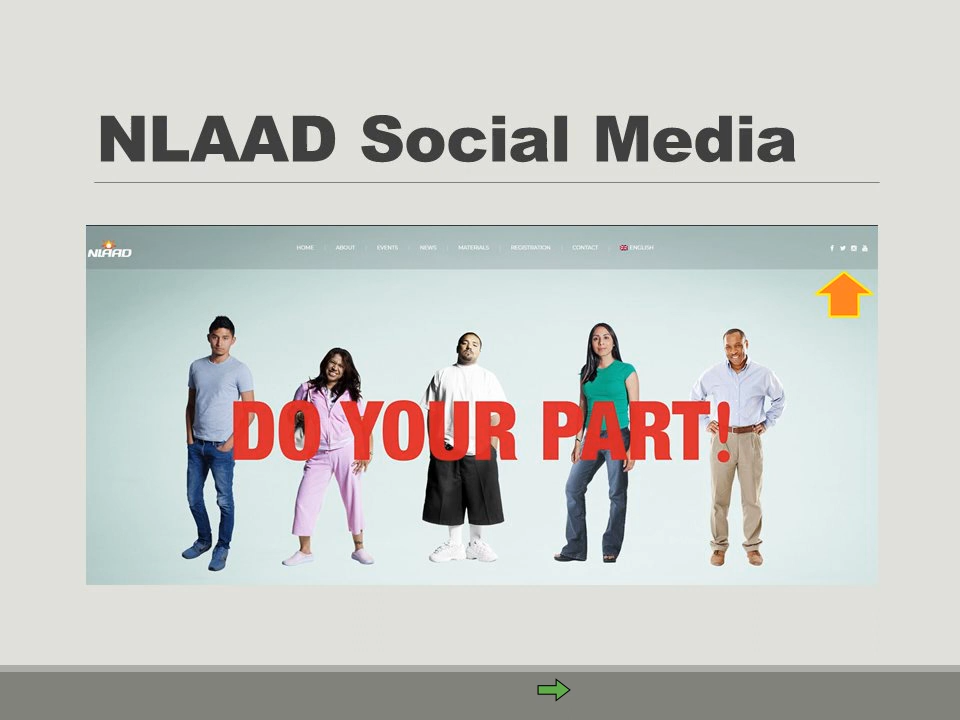 NLAAD Social Media
NLAAD
HOME ABOUT EVENTS NEWS MATERIALS REGISTRATION CONTACT ENGLISH
DO YOUR PART!